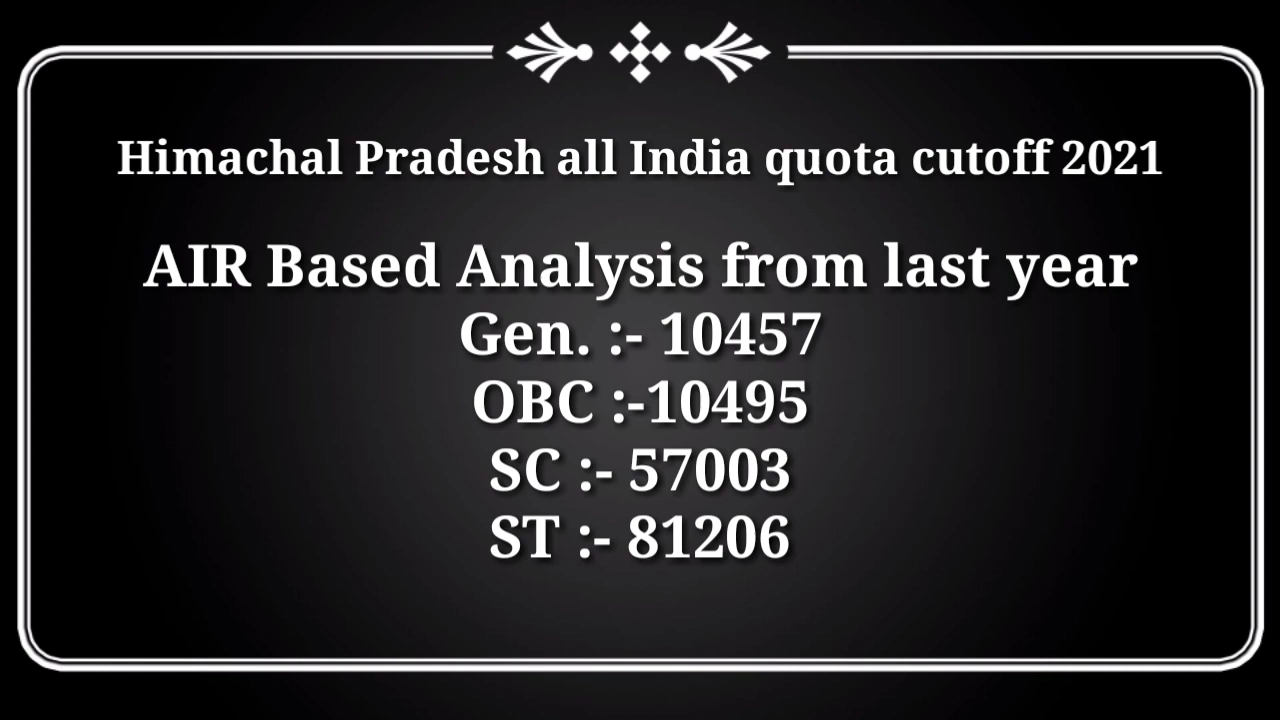 Himachal Pradesh all India quota cutoff 2021
AIR Based Analysis from last year
Gen. :- 10457
OBC :-10495
SC :- 57003
ST :- 81206